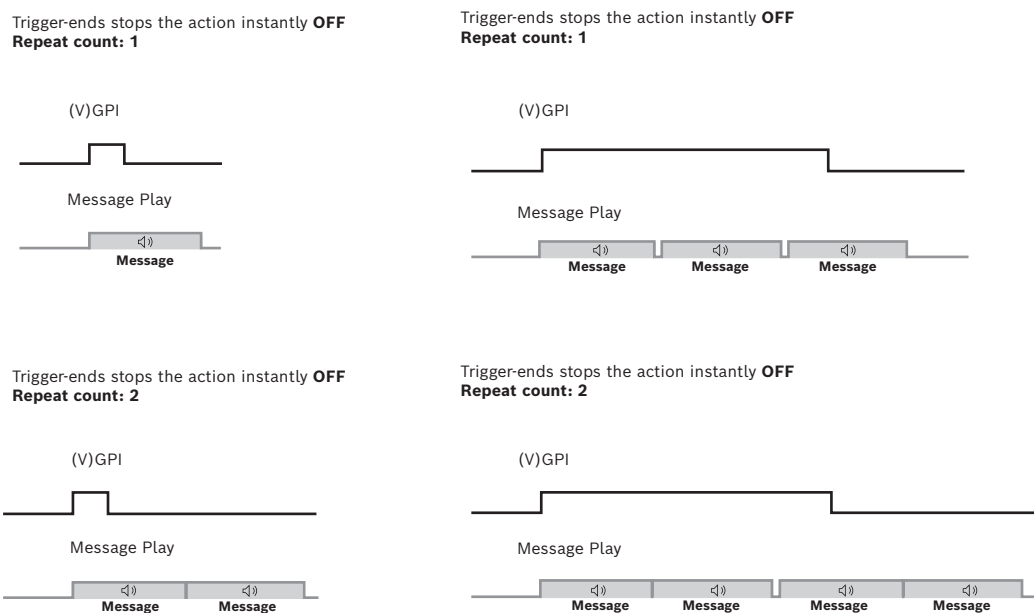 Trigger-ends stops the action instantly OFF
Repeat count: 1
(V)GPI
Message Play
Message
Trigger-ends stops the action instantly OFF
Repeat count: 1
(V)GPI
Message Play
Message Message Message
Trigger-ends stops the action instantly OFF
Repeat count: 2
(V)GPI
Message Play
Message Message
Trigger-ends stops the action instantly OFF
Repeat count: 2
(V)GPI
Message Play
Message Message Message Message